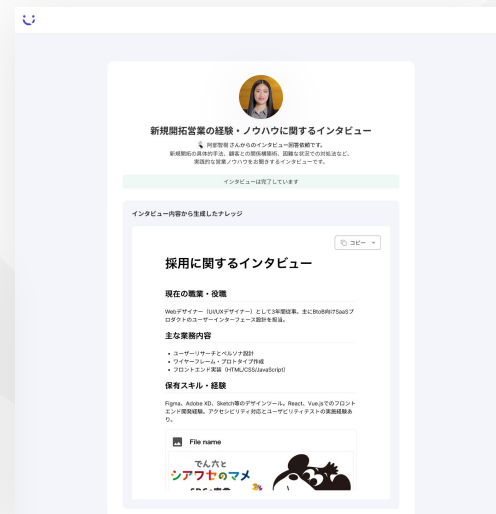 新規開拓営業の経験・ノウハウに関するインタビュー
阿部智樹 さんからのインタビュー回答依頼です。
新規開拓の具体的手法、顧客との関係構築術、困難な状況での対処法など、
実践的な営業ノウハウをお聞きするインタビューです。
インタビューは完了しています
インタビュー内容から生成したナレッジ
コピー
採用に関するインタビュー
現在の職業・役職
Webデザイナー（UI/UXデザイナー）として3年間従事。主にBtoB向けSaaSプ
ロダクトのユーザーインターフェース設計を担当。
主な業務内容
• ユーザーリサーチとペルソナ設計
• ワイヤーフレーム・プロトタイプ作成
• フロントエンド実装（HTML/CSS/JavaScript）
保有スキル・経験
Figma、Adobe XD、Sketch等のデザインツール。React、Vue.jsでのフロント
エンド開発経験。アクセシビリティ対応とユーザビリティテストの実施経験あ
り。
File name
でん六と
シアワセのマメ